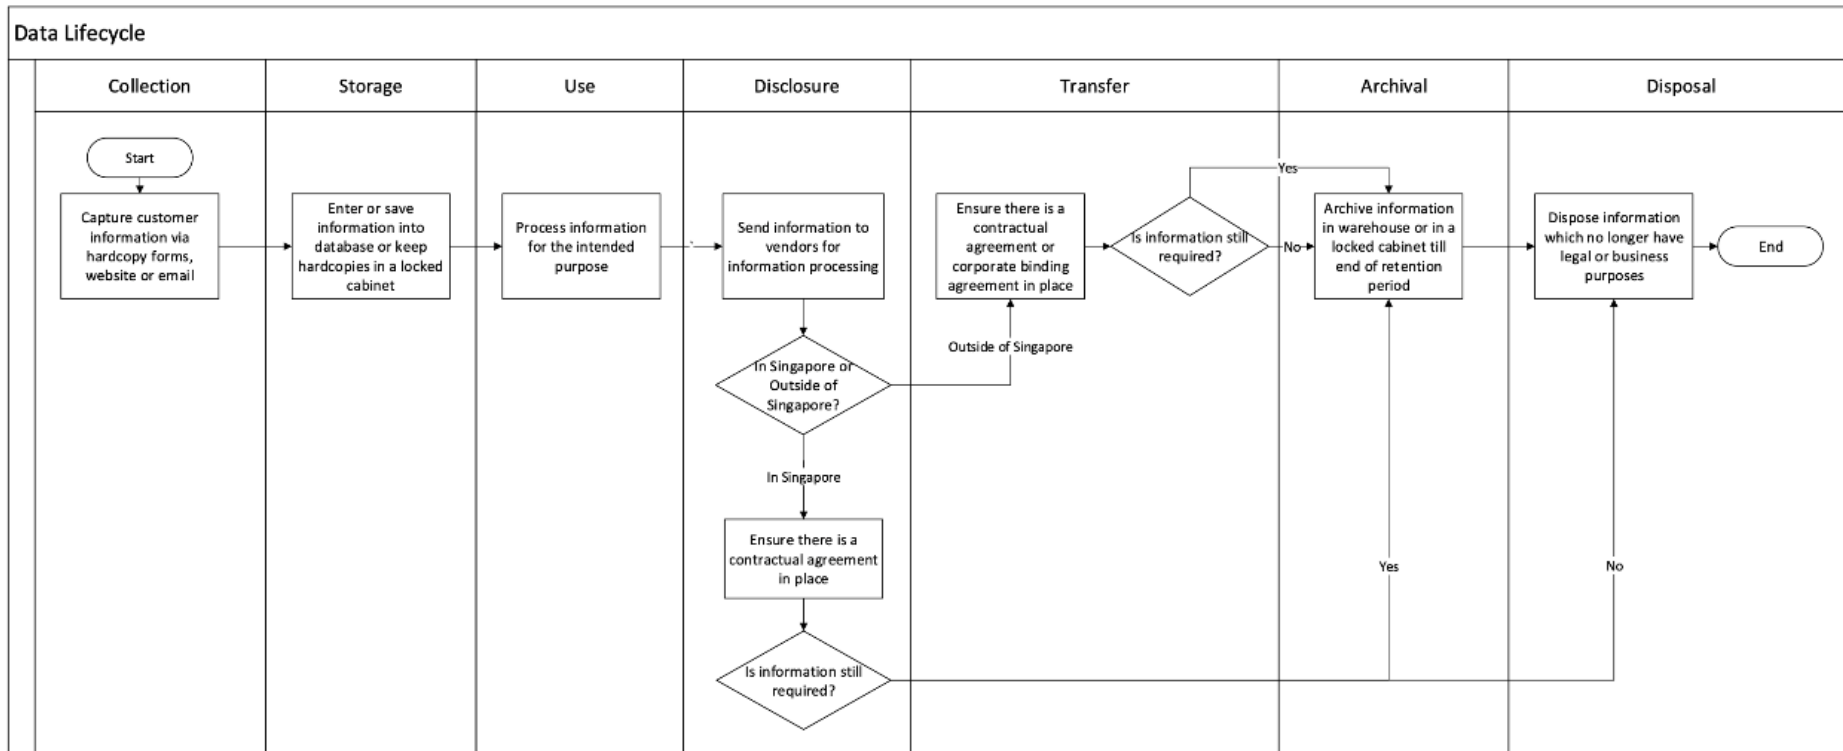 Data Lifecycle
Collection
Storage
Use
Disclosure
Transfer
Archival
Disposal
Start
Capture customer
information via
hardcopy forms,
website or email
Enter or save
information into
database or keep
hardcopies in a locked
cabinet
Process information
for the intended
purpose
Send information to
vendors for
information processing
In Singapore or
Outside of
Singapore?
In Singapore
Ensure there is a
contractual agreement
in place
Is information still
required?
Outside of Singapore
Ensure there is a
contractual
agreement or
corporate binding
agreement in place
Is information still
required?
Yes
No
Archive information
in warehouse or in a
locked cabinet till
end of retention
period
Yes
Dispose information
which no longer have
legal or business
purposes
No
End